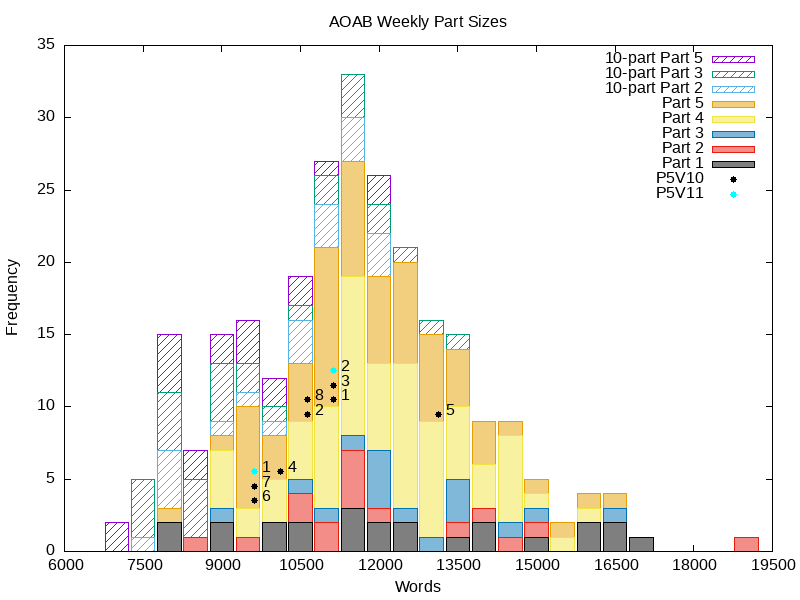 AOAB Weekly Part Sizes
35
30
25
20
15
10
5
0
Frequency
10-part Part 5
10-part Part 3
10-part Part 2
Part 5
Part 4
Part 3
Part 2
Part 1
P5V10
P5V11
2
3
8 1
2 5
1 4
7
6
6000 7500 9000 10500 12000 13500 15000 16500 18000 19500
Words